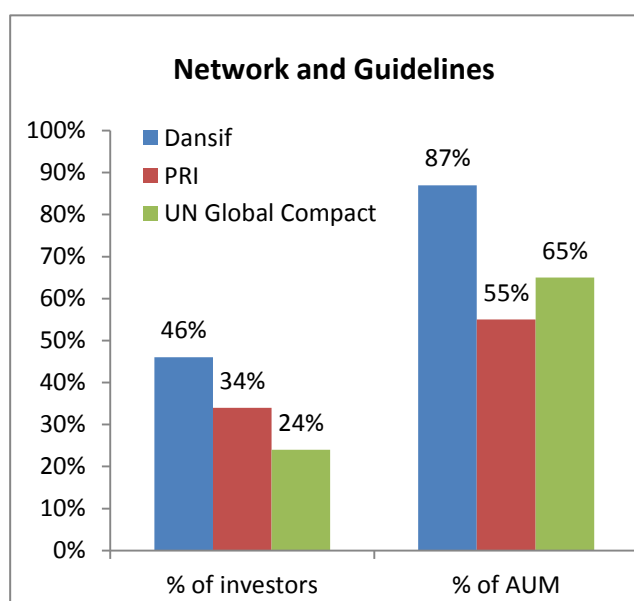 Network and Guidelines
100%
90%
80%
70%
60%
50%
40%
30%
20%
10%
0%
Dansif
PRI
UN Global Compact
46%
34%
24%
87%
55%
65%
% of investors
% of AUM